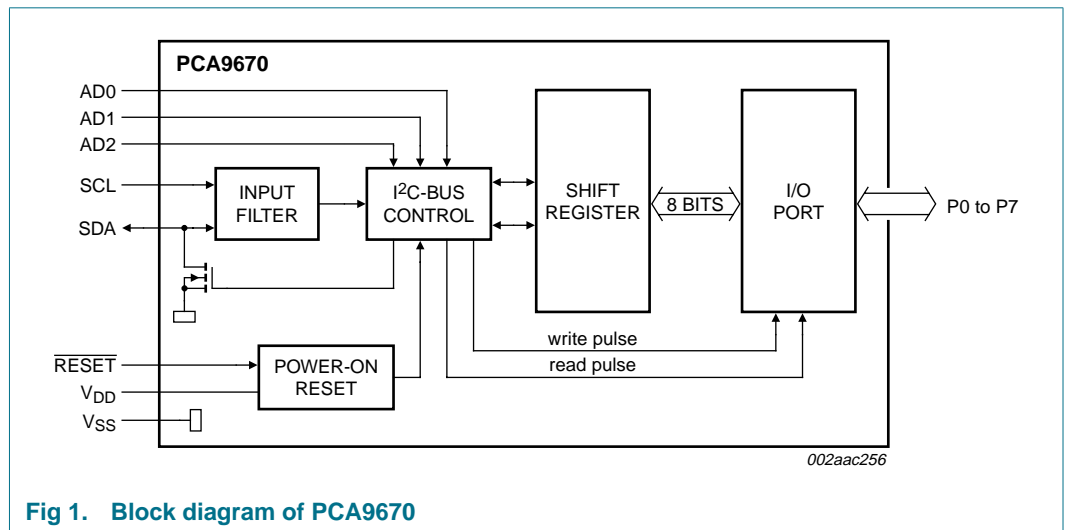 PCA9670
AD0
AD1
AD2
SCL
SDA
INPUT
FILTER
I²C-BUS
CONTROL
SHIFT
REGISTER
8 BITS
I/O
PORT
P0 to P7
write pulse
read pulse
RESET
VDD
VSS
POWER-ON
RESET
002aac256
Fig 1. Block diagram of PCA9670